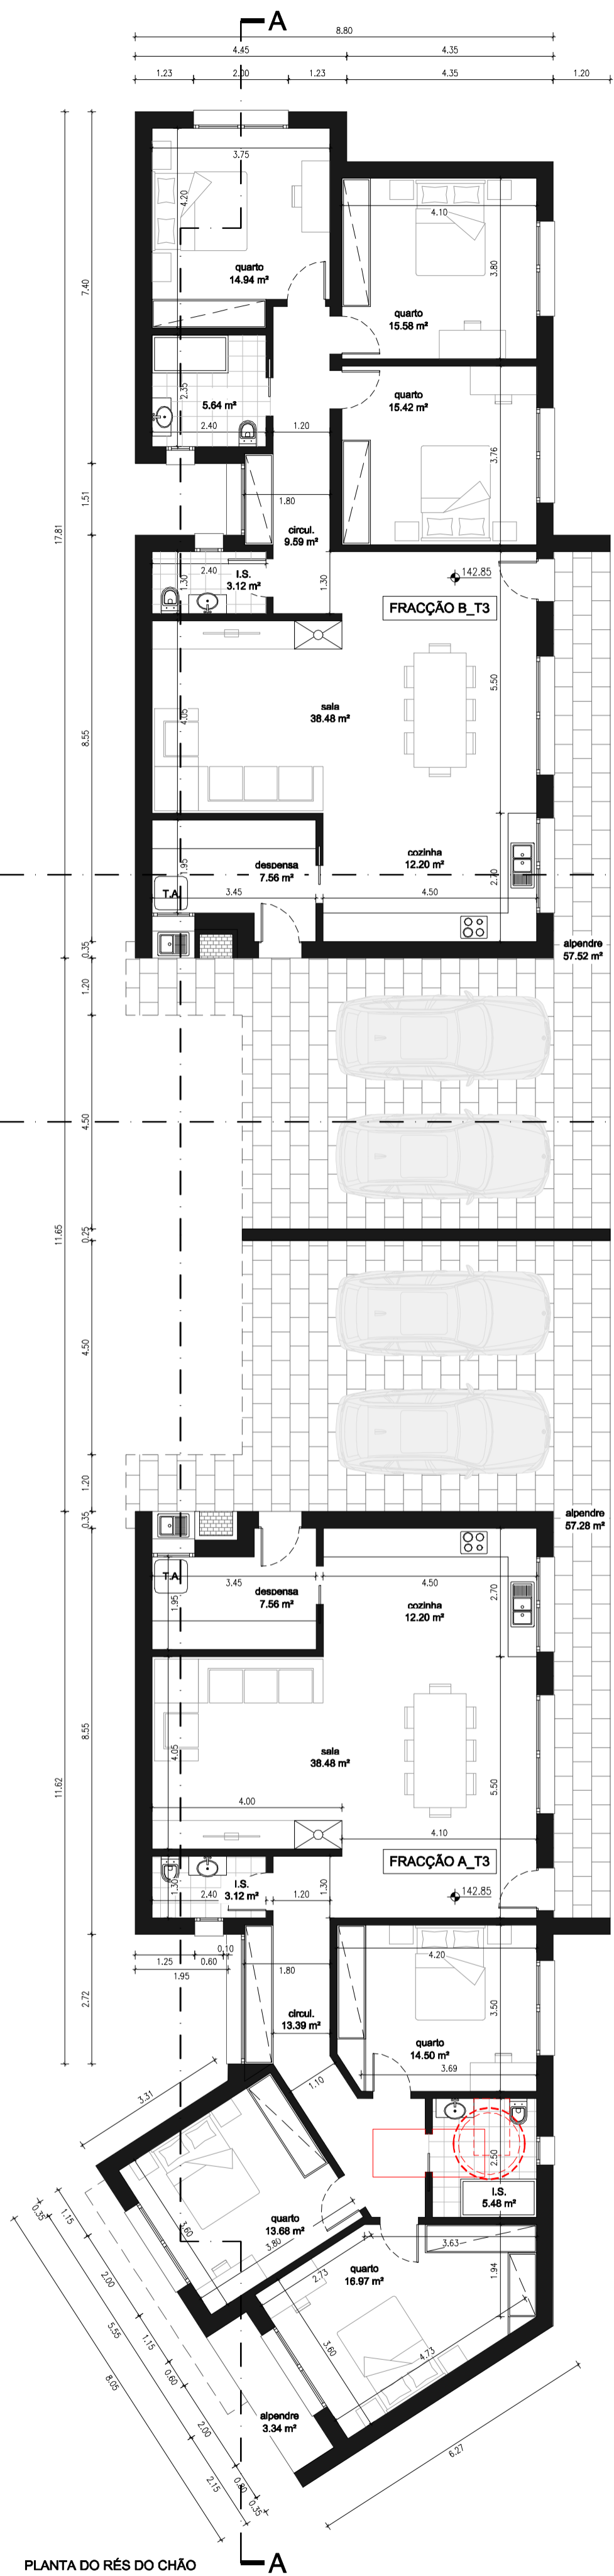 A
8.80
4.45 4.35
1.23 2.00 1.23 4.35 1.20
3.75
4.20
4.10
3.80
quarto
14.94 m²
7.40
quarto
15.58 m²
quarto
15.42 m²
2.35
5.64 m²
2.40 1.20
3.76
1.51
1.80
17.81
circul.
9.59 m²
I.S.
3.12 m²
2.40
1.30
1.30
142.85
FRACÇÃO B_T3
5.50
sala
38.48 m²
4.05
8.55
despensa
7.56 m²
cozinha
12.20 m²
1.95
2.70
T.A.
3.45 4.50
alpendre
57.52 m²
0.35
1.20
4.50
11.65
0.25
4.50
1.20
0.35
alpendre
57.28 m²
T.A.
3.45 4.50
despensa
7.56 m²
cozinha
12.20 m²
1.95
2.70
8.55
sala
38.48 m²
4.05
5.50
4.00
4.10
11.62
FRACÇÃO A_T3
142.85
I.S.
3.12 m²
1.30
2.40 1.20
1.30
0.10
1.25 0.60
1.95
1.80
4.20
2.72
3.50
circul.
13.39 m²
quarto
14.50 m²
3.69
1.10
3.31
2.50
I.S.
5.48 m²
quarto
13.68 m²
3.60
3.80
3.63
1.94
quarto
16.97 m²
2.73
3.60
4.73
0.35
1.15
2.00
5.55
1.15
8.05
0.60
2.00
2.15
0.80
0.35
alpendre
3.34 m²
6.27
PLANTA DO RÉS DO CHÃO
A